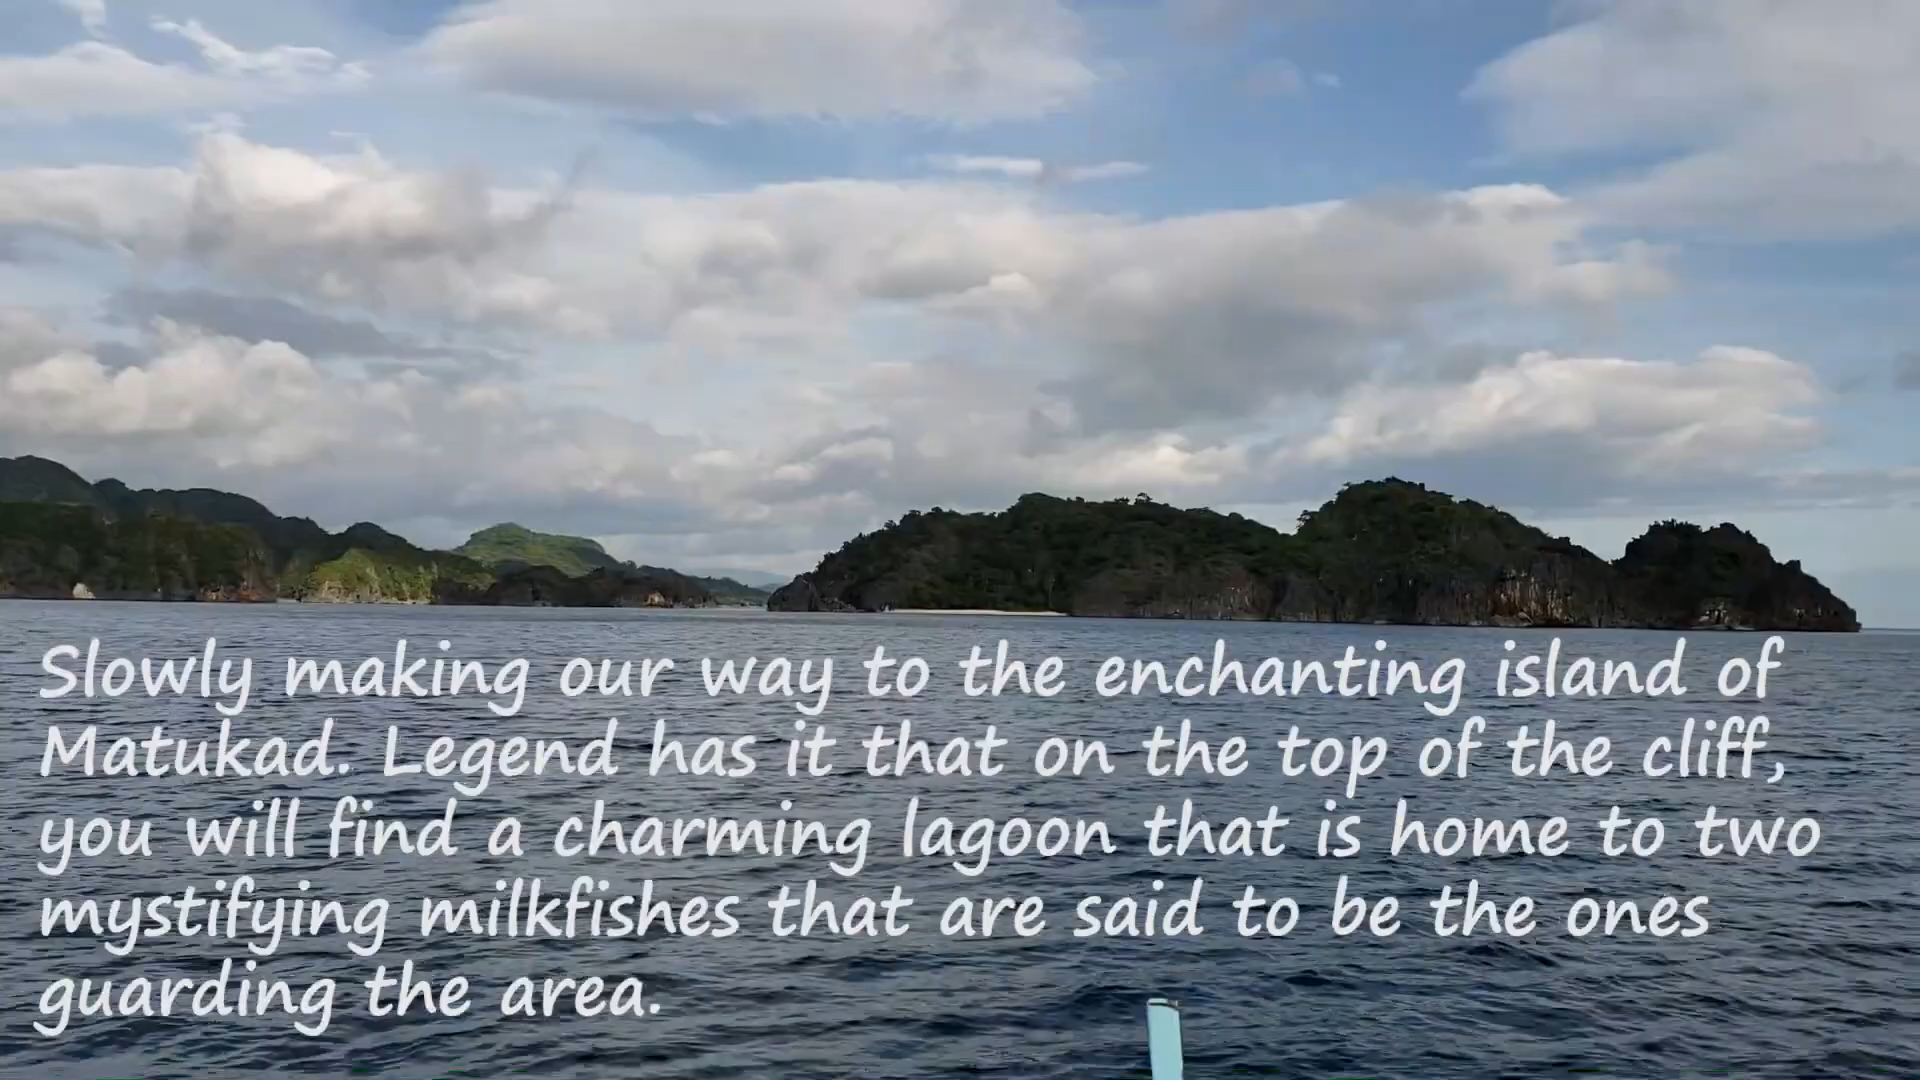 Slowly making our way to the enchanting island of
Matukad. Legend has it that on the top of the cliff,
you will find a charming lagoon that is home to two
mystifying milkfishes that are said to be the ones
guarding the area.